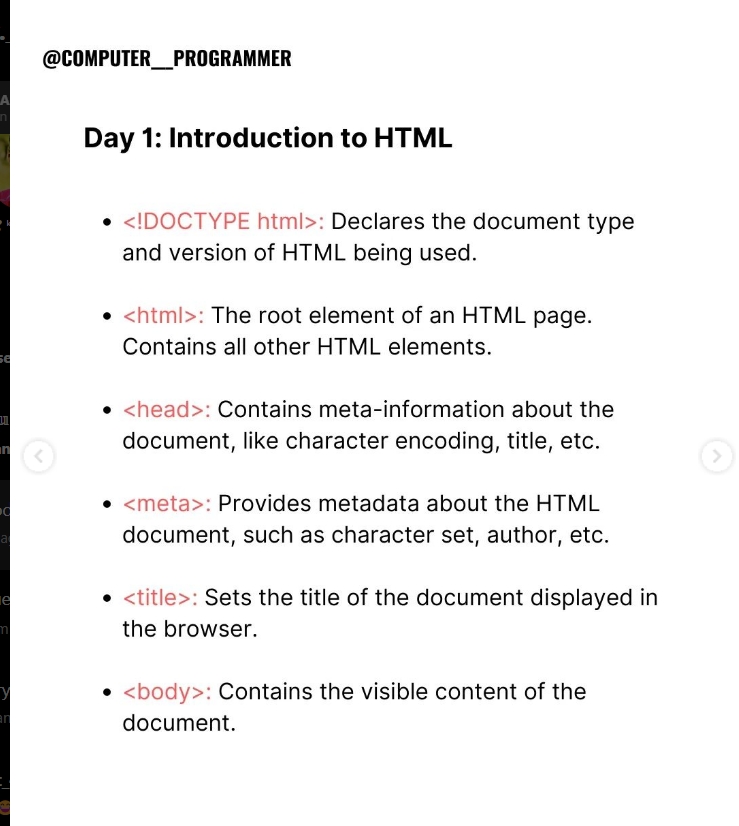 @COMPUTER__PROGRAMMER
Day 1: Introduction to HTML
• <!DOCTYPE html>: Declares the document type
and version of HTML being used.
• <html>: The root element of an HTML page.
Contains all other HTML elements.
• <head>: Contains meta-information about the
document, like character encoding, title, etc.
• <meta>: Provides metadata about the HTML
document, such as character set, author, etc.
• <title>: Sets the title of the document displayed in
the browser.
• <body>: Contains the visible content of the
document.